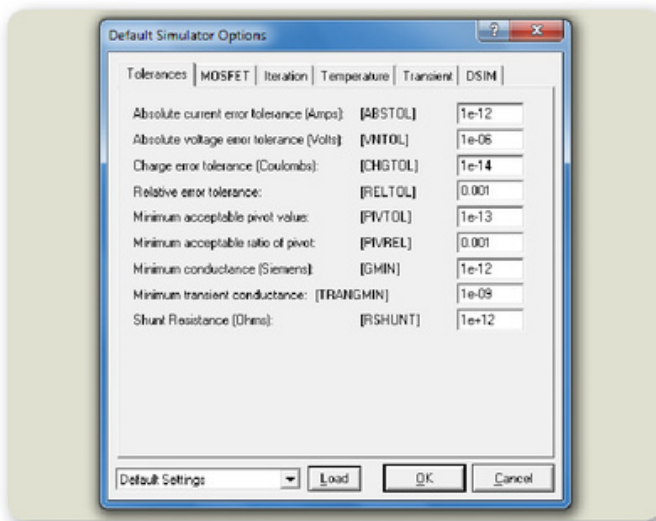 Default Simulator Options
Tolerances MOSFET Iteration Temperature Transient DSIM
Absolute current error tolerance (Amps): [ABSTOL] 1e-12
Absolute voltage error tolerance (Volts): [VNTOL] 1e-06
Charge error tolerance (Coulombs): [CHGTOL] 1e-14
Relative error tolerance: [RELTOL] 0.001
Minimum acceptable pivot value: [PIVTOL] 1e-13
Minimum acceptable ratio of pivot: [PIVREL] 0.001
Minimum conductance (Siemens): [GMIN] 1e-12
Minimum transient conductance: [TRANGMIN] 1e-09
Shunt Resistance (Ohms): [RSHUNT] 1e+12
Default Settings Load OK Cancel